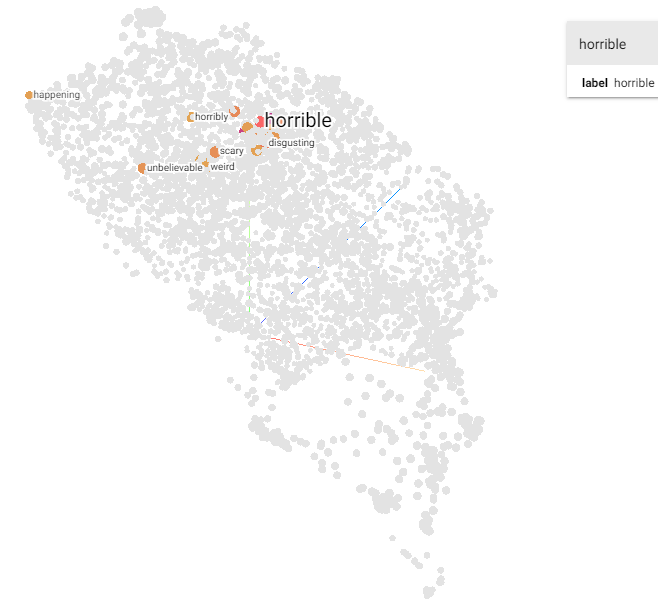 horrible
label horrible
happening
horribly
horrible
disgusting
scary
unbelievable
weird